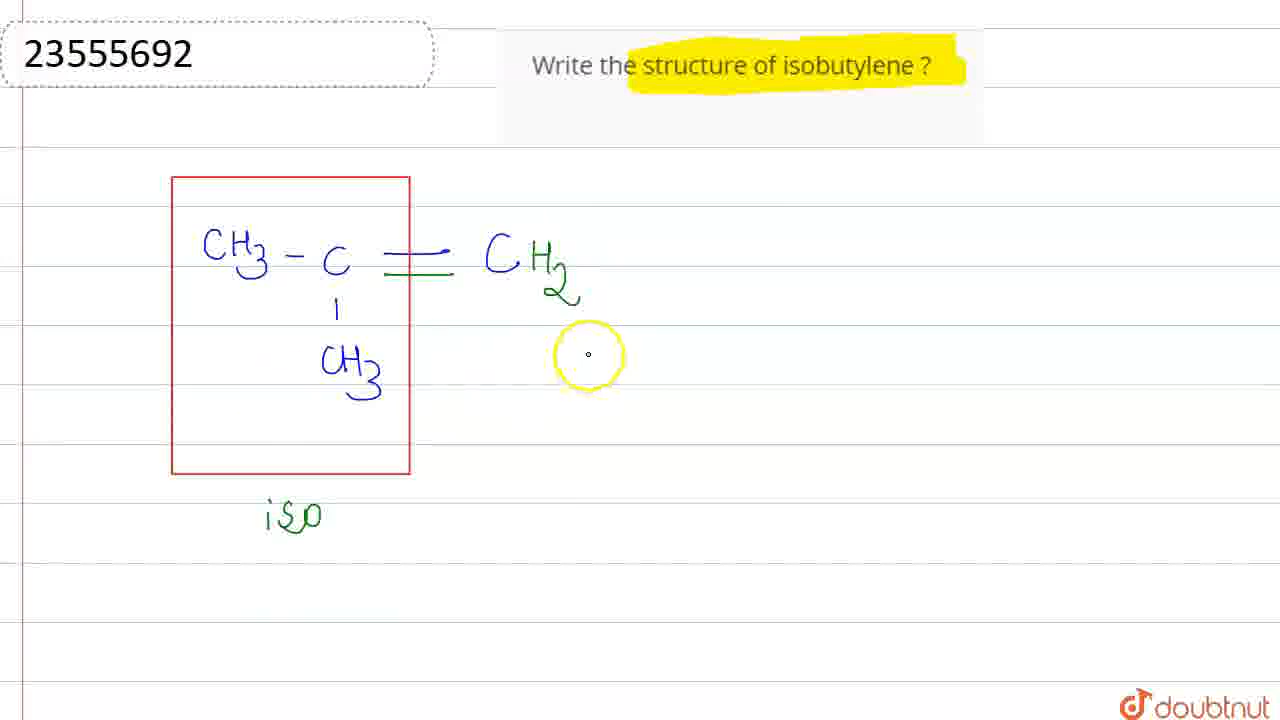 23555692
Write the structure of isobutylene ?
CH3 - C = CH2
|
CH3
iso
doubtnut